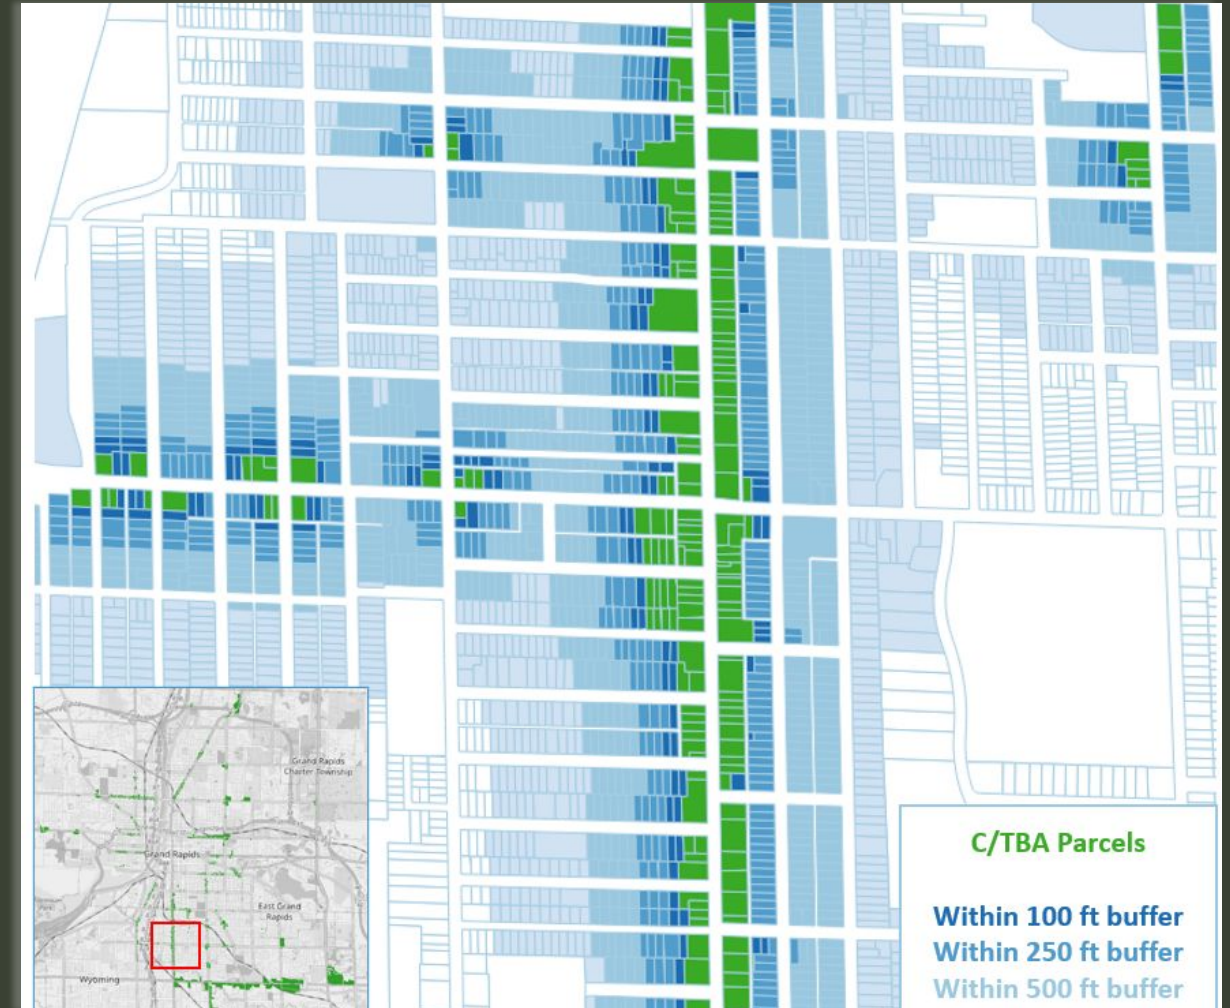 Grand Rapids
Charter Township
Grand Rapids
East Grand
Rapids
Wyoming
C/TBA Parcels
Within 100 ft buffer
Within 250 ft buffer
Within 500 ft buffer